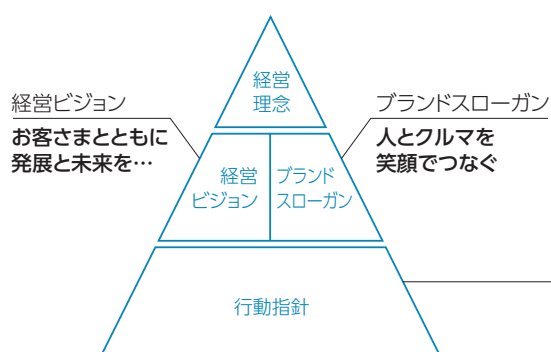 経営
理念
経営ビジョン
お客さまとともに
発展と未来を…
ブランドスローガン
人とクルマを
笑顔でつなぐ
経営
ビジョン
ブランド
スローガン
行動指針